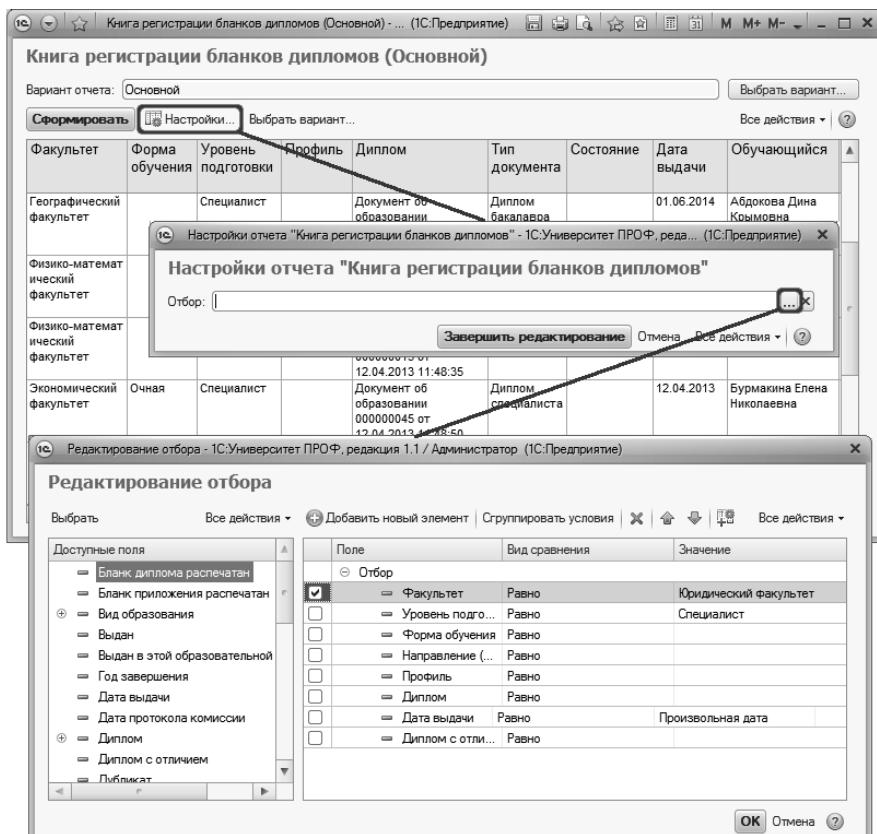 Книга регистрации бланков дипломов (Основной) - ... (1С:Предприятие) M M+ M-
Книга регистрации бланков дипломов (Основной)
Вариант отчета: Основной Выбрать вариант...
Сформировать Настройки... Выбрать вариант... Все действия
Факультет Форма обучения Уровень подготовки Профиль Диплом Тип документа Состояние Дата выдачи Обучающийся
Географический факультет Специалист Документ об образовании Диплом бакалавра 01.06.2014 Абдокова Дина Крымовна
Физико-математический факультет
Физико-математический факультет 000000015 от 12.04.2013 11:48:35
Экономический факультет Очная Специалист Документ об образовании 000000045 от 12.04.2013 11:48:50 Диплом специалиста 12.04.2013 Бурмакина Елена Николаевна
Настройки отчета "Книга регистрации бланков дипломов" - 1С:Университет ПРОФ, реда... (1С:Предприятие)
Настройки отчета "Книга регистрации бланков дипломов"
Отбор: ...
Завершить редактирование Отмена Все действия
Редактирование отбора - 1С:Университет ПРОФ, редакция 1.1 / Администратор (1С:Предприятие)
Редактирование отбора
Выбрать Все действия Добавить новый элемент Сгруппировать условия Все действия
Доступные поля
Бланк диплома распечатан
Бланк приложения распечатан
Вид образования
Выдан
Выдан в этой образовательной
Год завершения
Дата выдачи
Дата протокола комиссии
Диплом
Диплом с отличием
Дубликат
Поле Вид сравнения Значение
Отбор
Факультет Равно Юридический факультет
Уровень подго... Равно Специалист
Форма обучения Равно
Направление (... Равно
Профиль Равно
Диплом Равно
Дата выдачи Равно Произвольная дата
Диплом с отли... Равно
OK Отмена